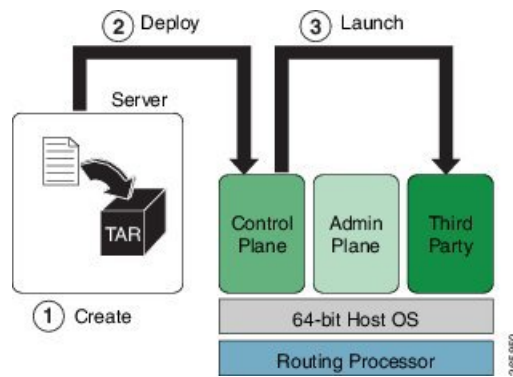 2 Deploy
3 Launch
Server
TAR
1 Create
Control
Plane
Admin
Plane
Third
Party
64-bit Host OS
Routing Processor